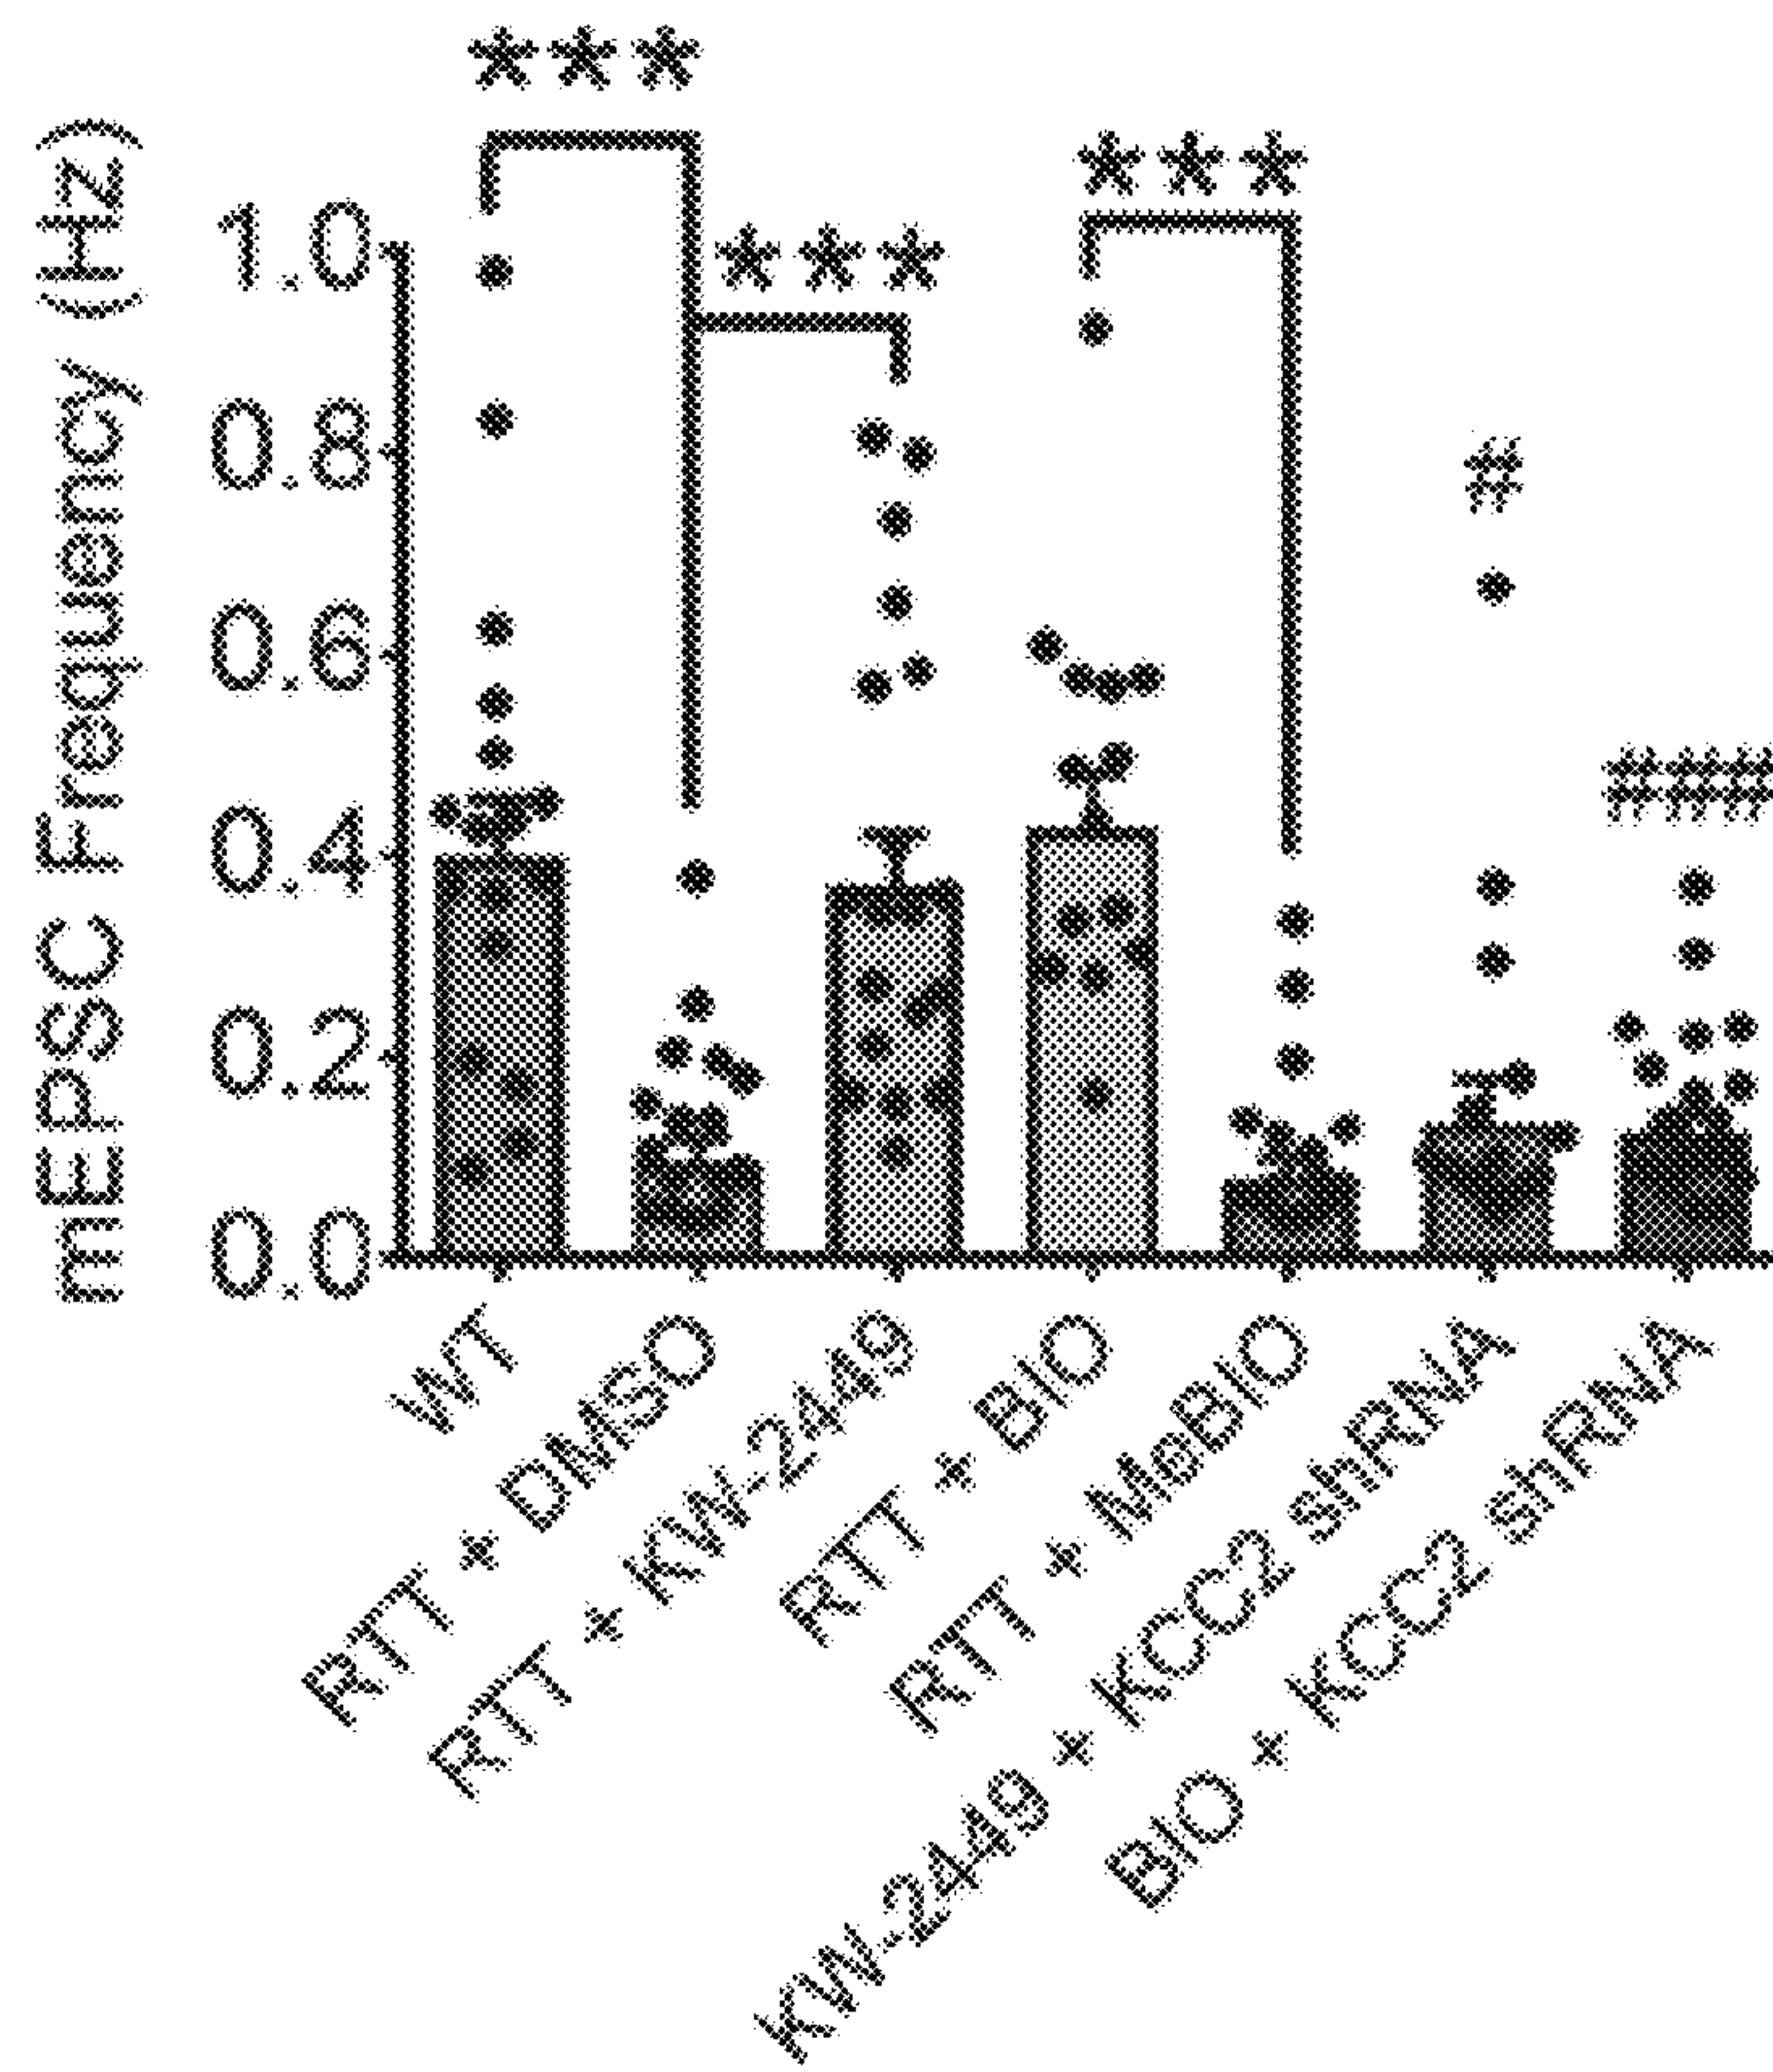 ***
***
***
#
###
mEPSC Frequency (Hz)
1.0
0.8
0.6
0.4
0.2
0.0
WT
RTT + DMSO
RTT + KW-2449
RTT + BIO
RTT + MeBIO
KW-2449 + KCC2 shRNA
BIO + KCC2 shRNA